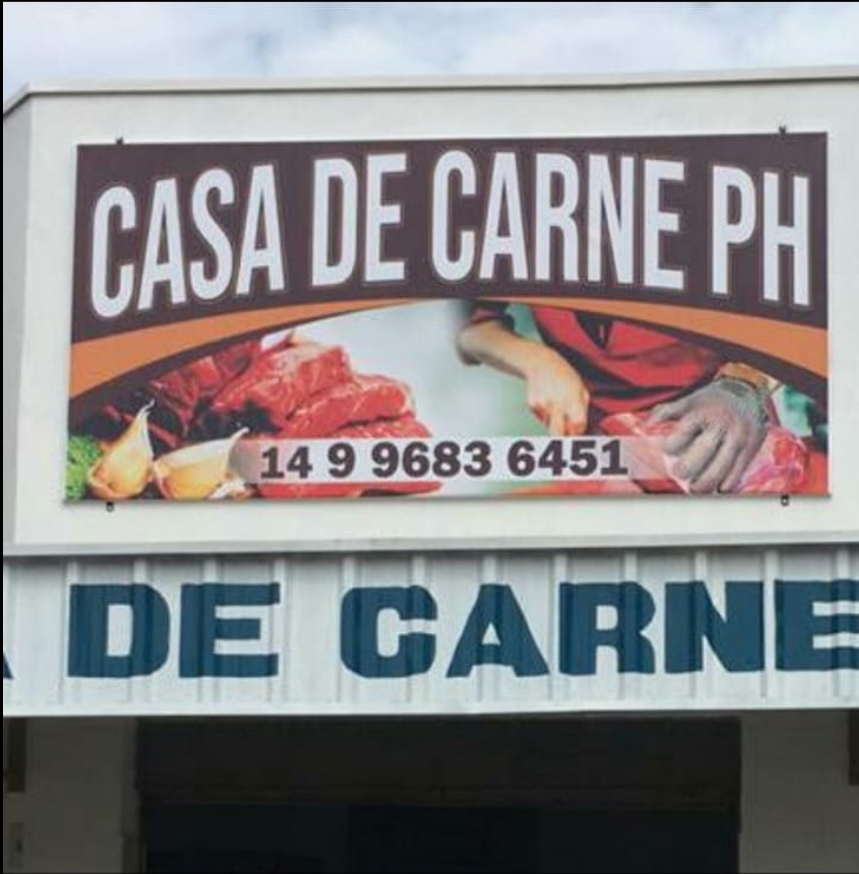 CASA DE CARNE PH
14 9 9683 6451
DE CARNE